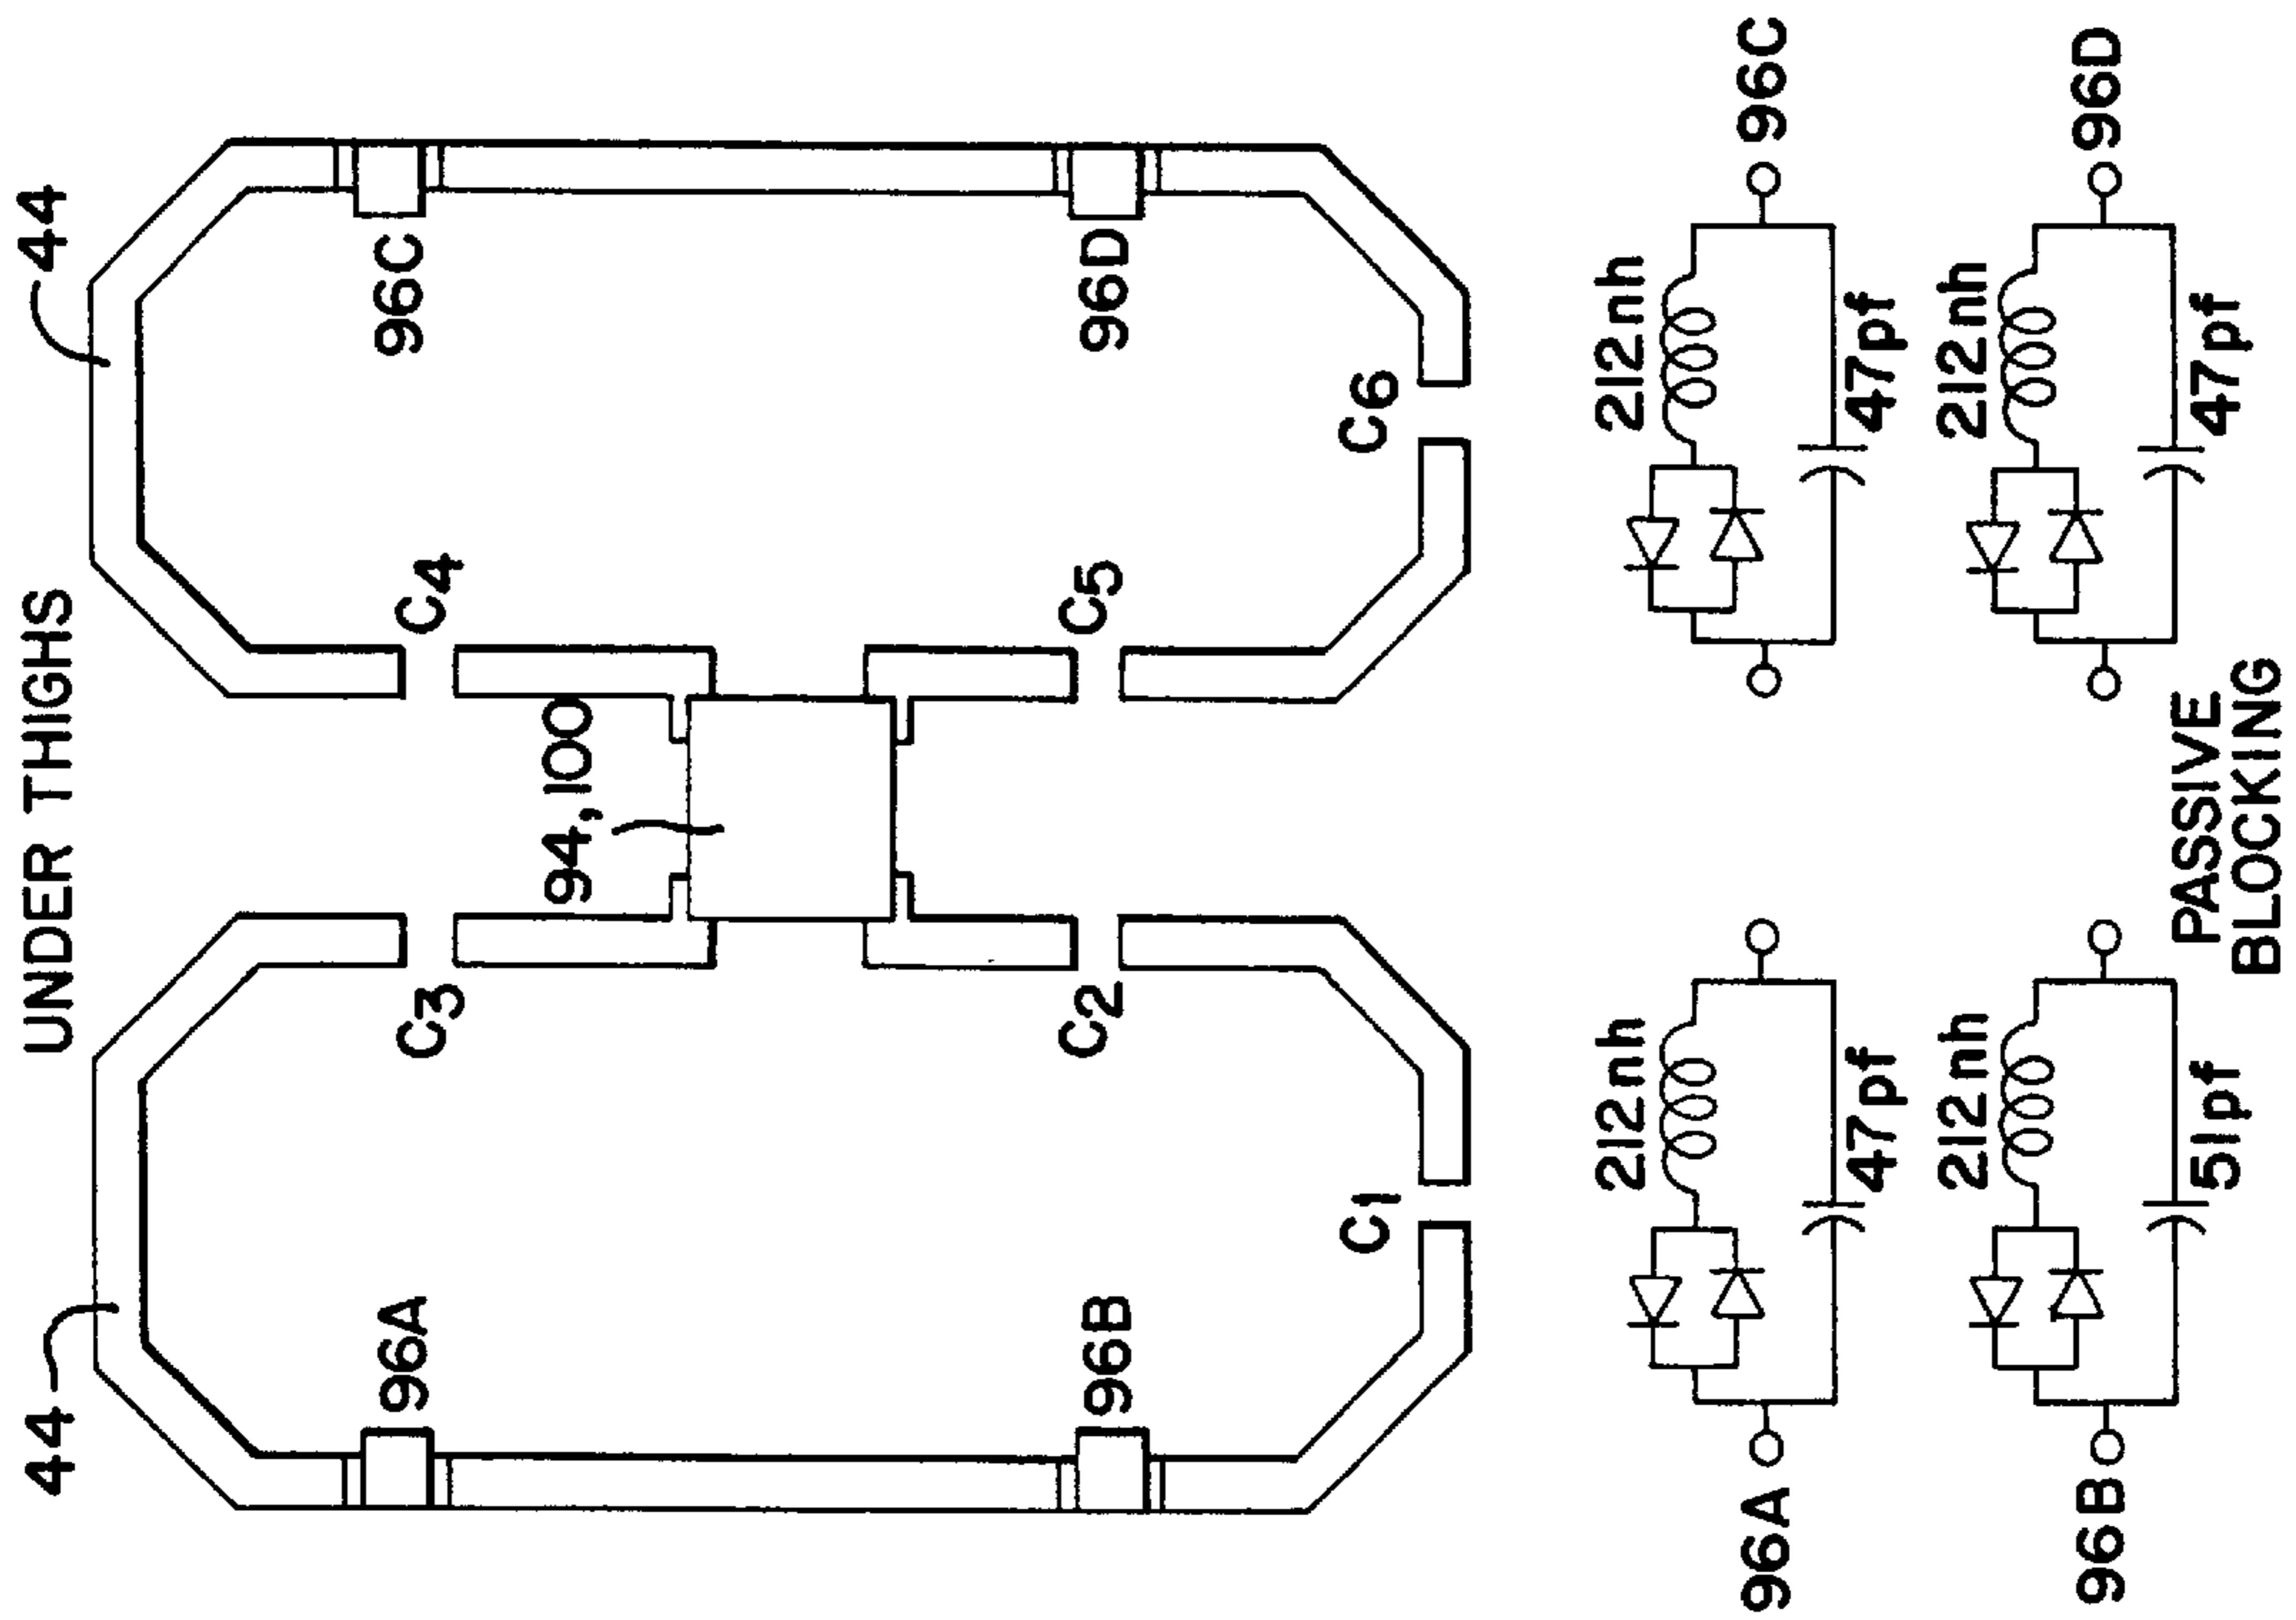 UNDER THIGHS
44
44
96A
C3
C4
96C
94,100
96B
C2
C5
96D
C1
C6
212nh
212nh
96A
47pf
47pf
96C
212nh
212nh
96B
51pf
47pf
96D
PASSIVE
BLOCKING